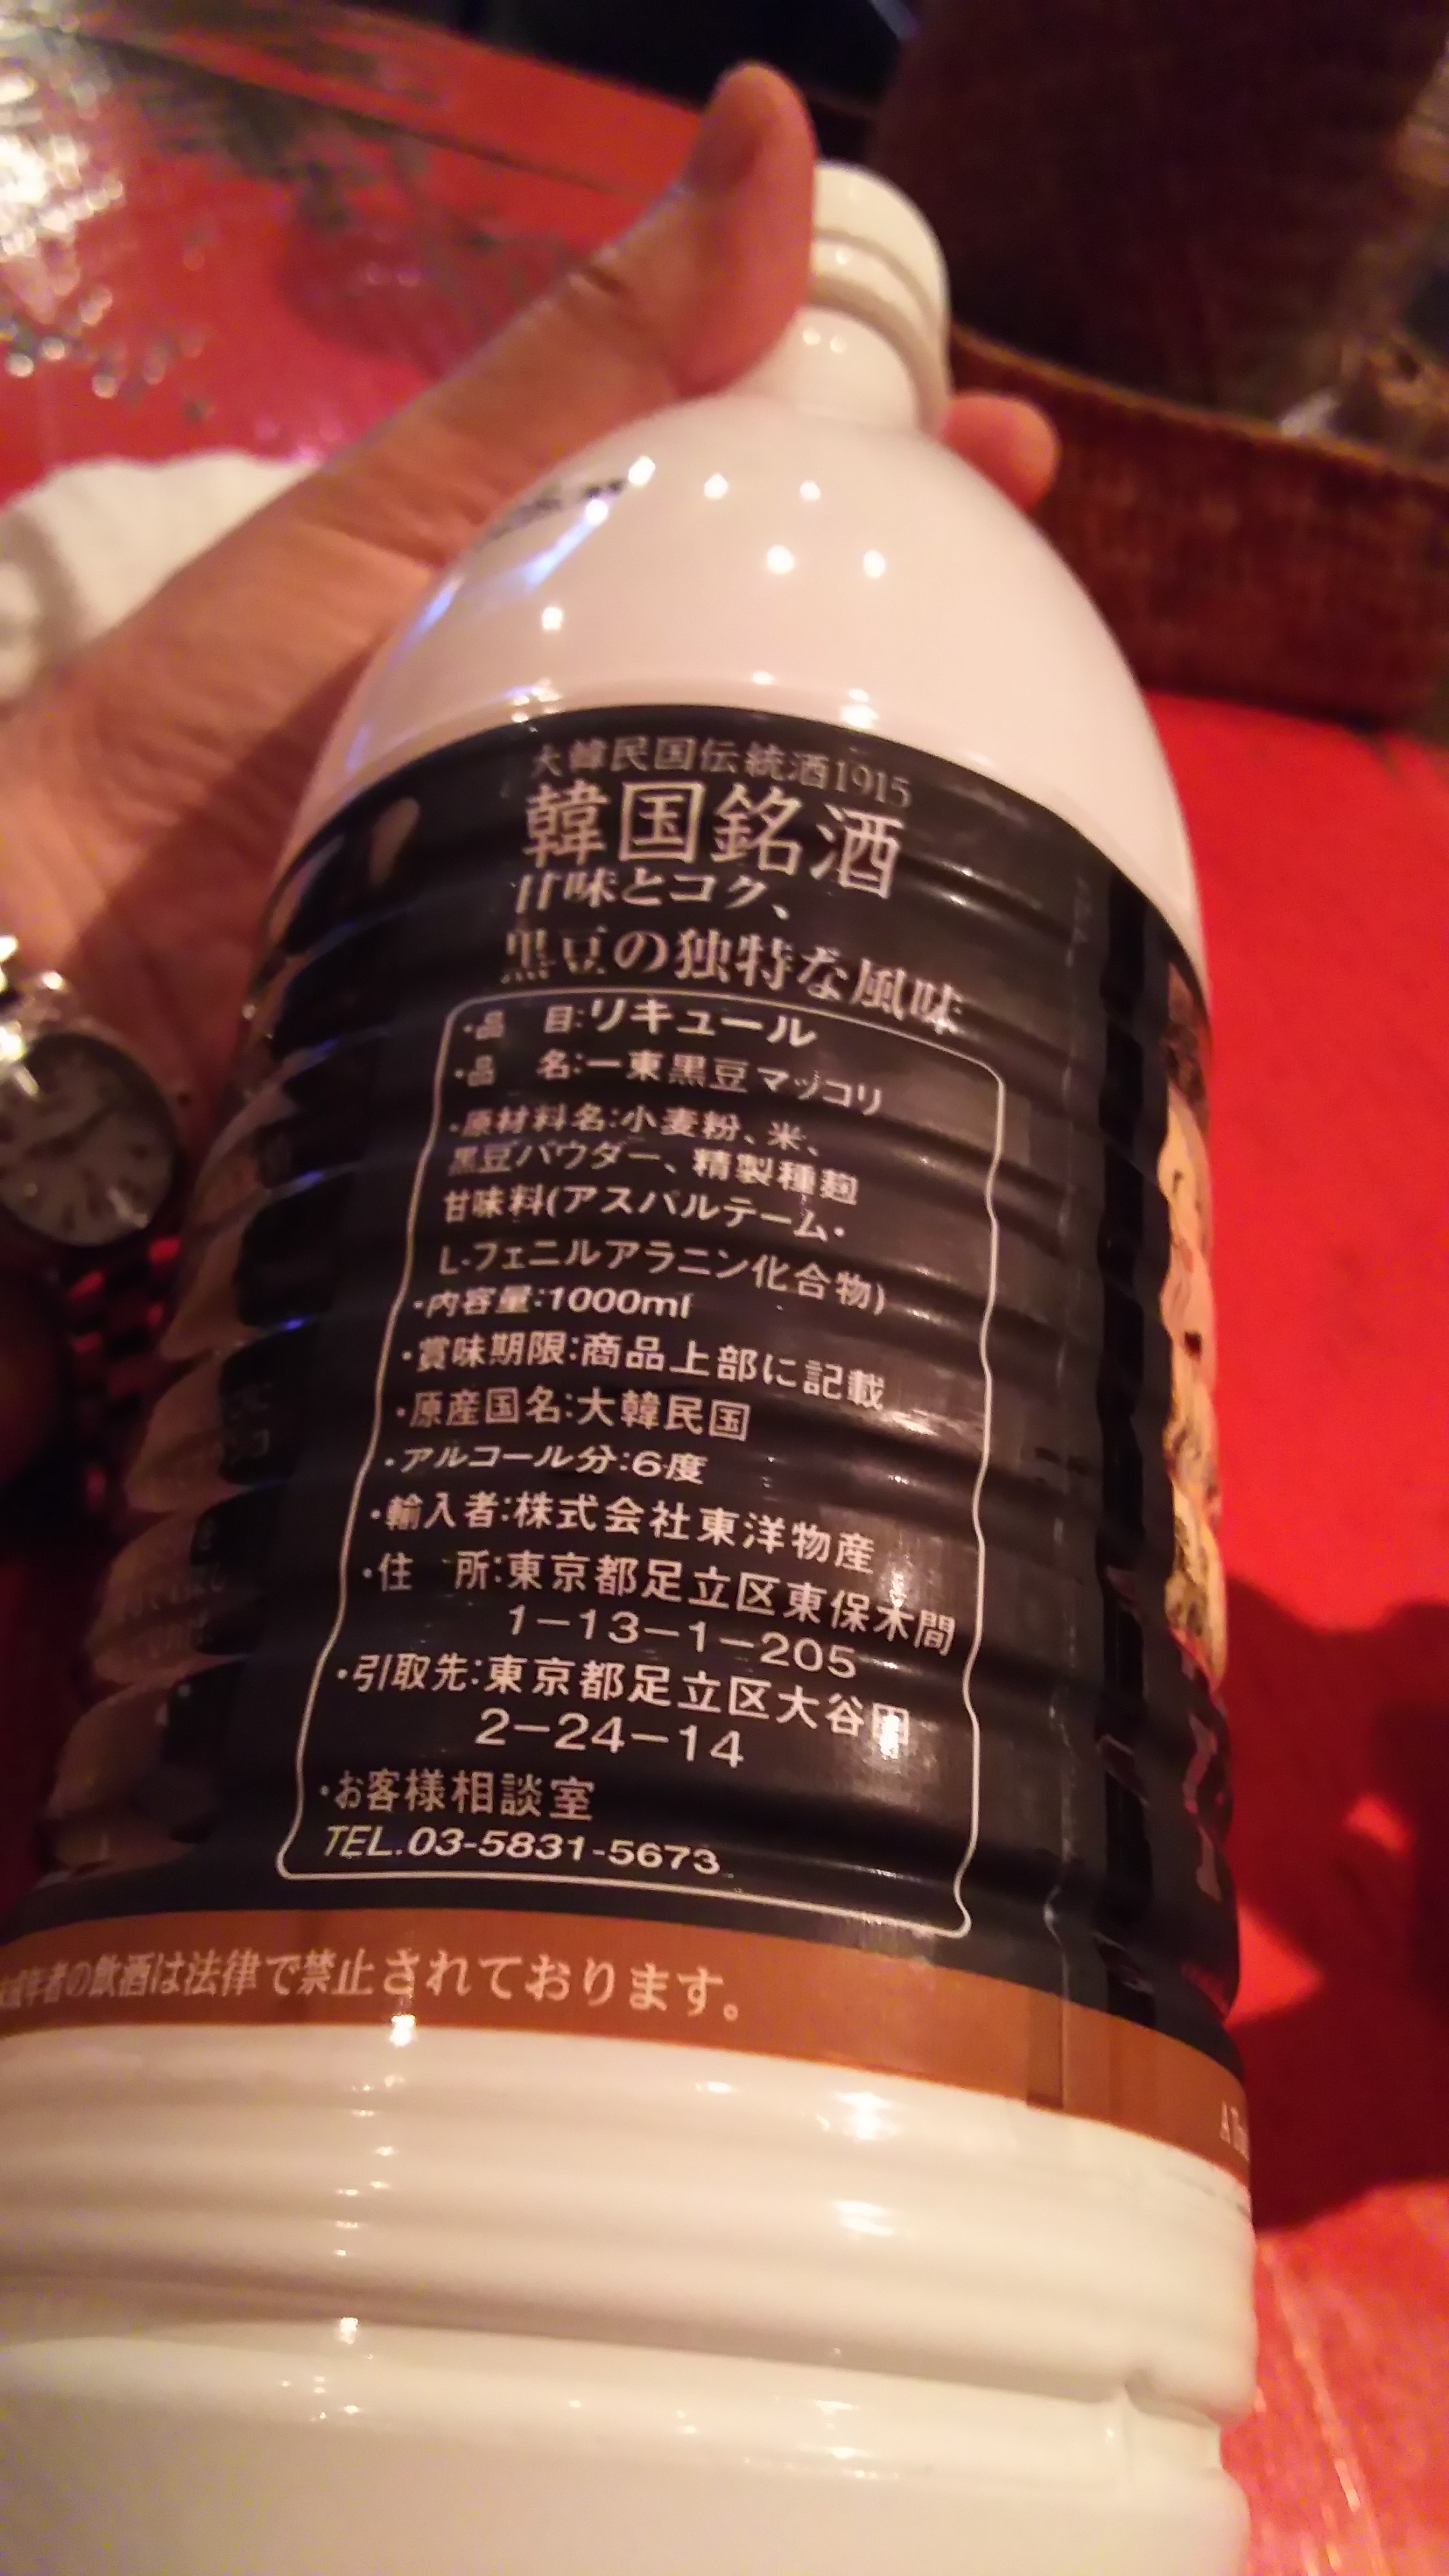 大韓民国伝統酒1915
韓国銘酒
甘味とコク、
黒豆の独特な風味
・品　目:リキュール
・品　名:一東黒豆マッコリ
・原材料名:小麦粉、米、
黒豆パウダー、精製種麹
甘味料(アスパルテーム・
L-フェニルアラニン化合物)
・内容量:1000ml
・賞味期限:商品上部に記載
・原産国名:大韓民国
・アルコール分:6度
・輸入者:株式会社東洋物産
・住　所:東京都足立区東保木間
1-13-1-205
・引取先:東京都足立区大谷田
2-24-14
・お客様相談室
TEL.03-5831-5673
未成年者の飲酒は法律で禁止されております。